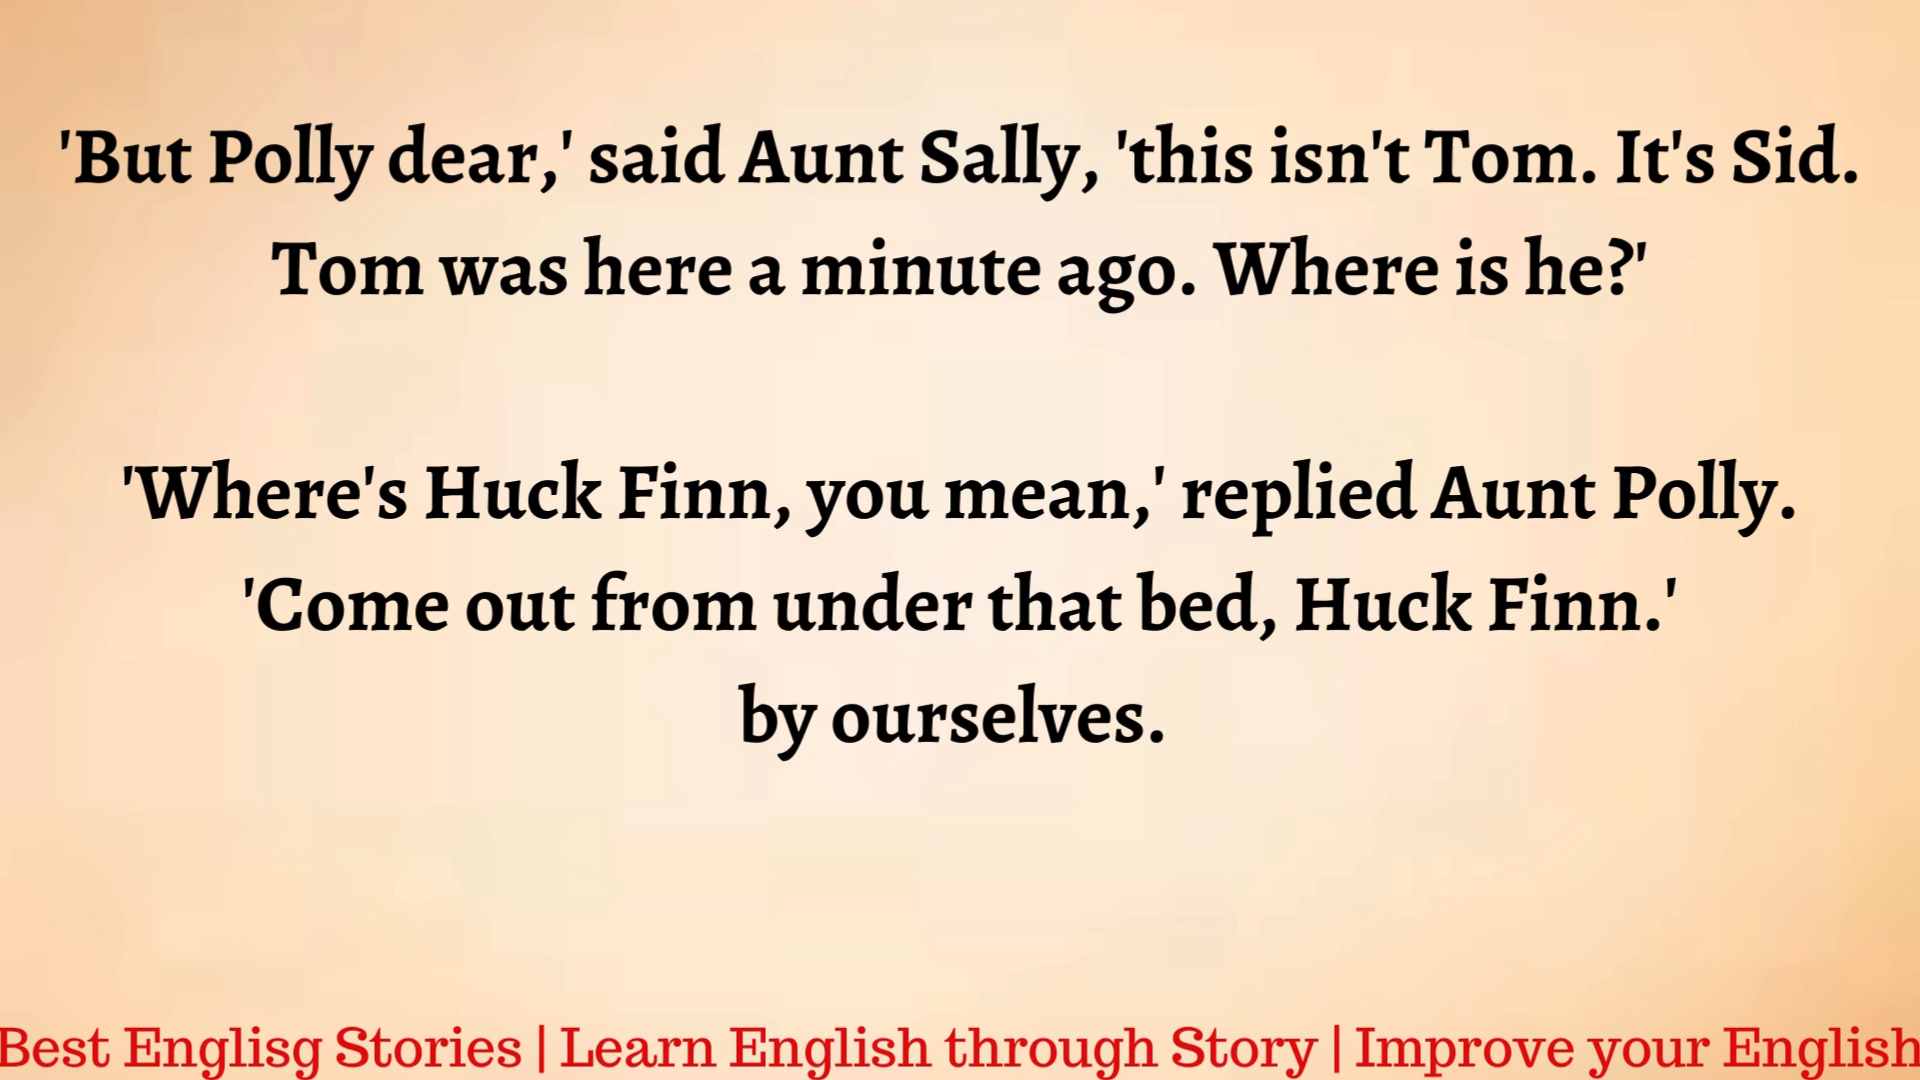 'But Polly dear,' said Aunt Sally, 'this isn't Tom. It's Sid.
Tom was here a minute ago. Where is he?'
'Where's Huck Finn, you mean,' replied Aunt Polly.
'Come out from under that bed, Huck Finn.'
by ourselves.
Best Englisg Stories | Learn English through Story | Improve your English